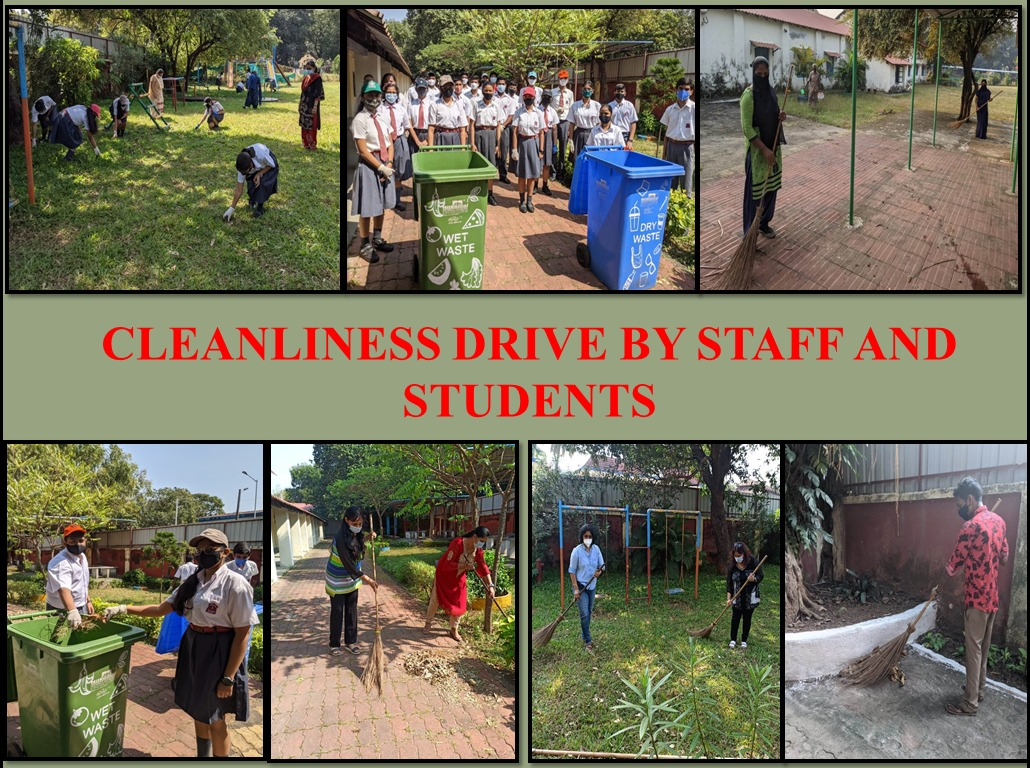 WET
WASTE
DRY
WASTE
CLEANLINESS DRIVE BY STAFF AND
STUDENTS
WET
WASTE